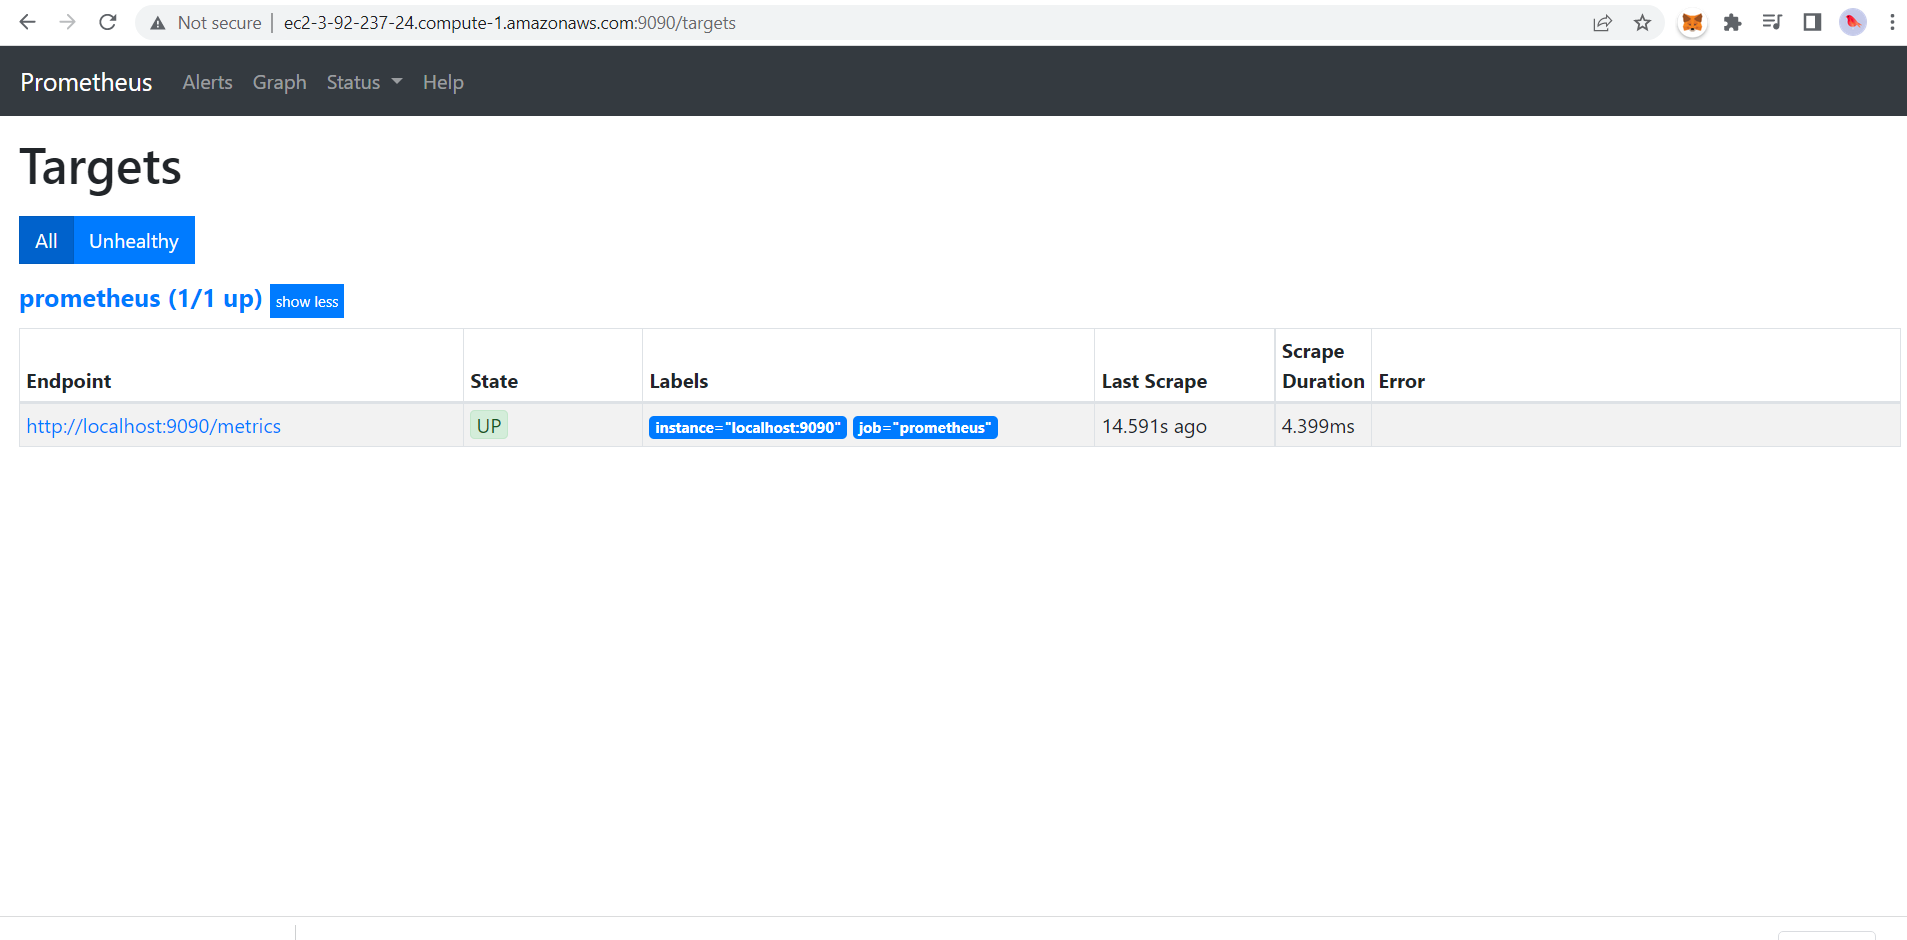 Not secure | ec2-3-92-237-24.compute-1.amazonaws.com:9090/targets
Prometheus Alerts Graph Status Help
Targets
All Unhealthy
prometheus (1/1 up) show less
Endpoint State Labels Last Scrape Scrape Duration Error
http://localhost:9090/metrics UP instance="localhost:9090" job="prometheus" 14.591s ago 4.399ms